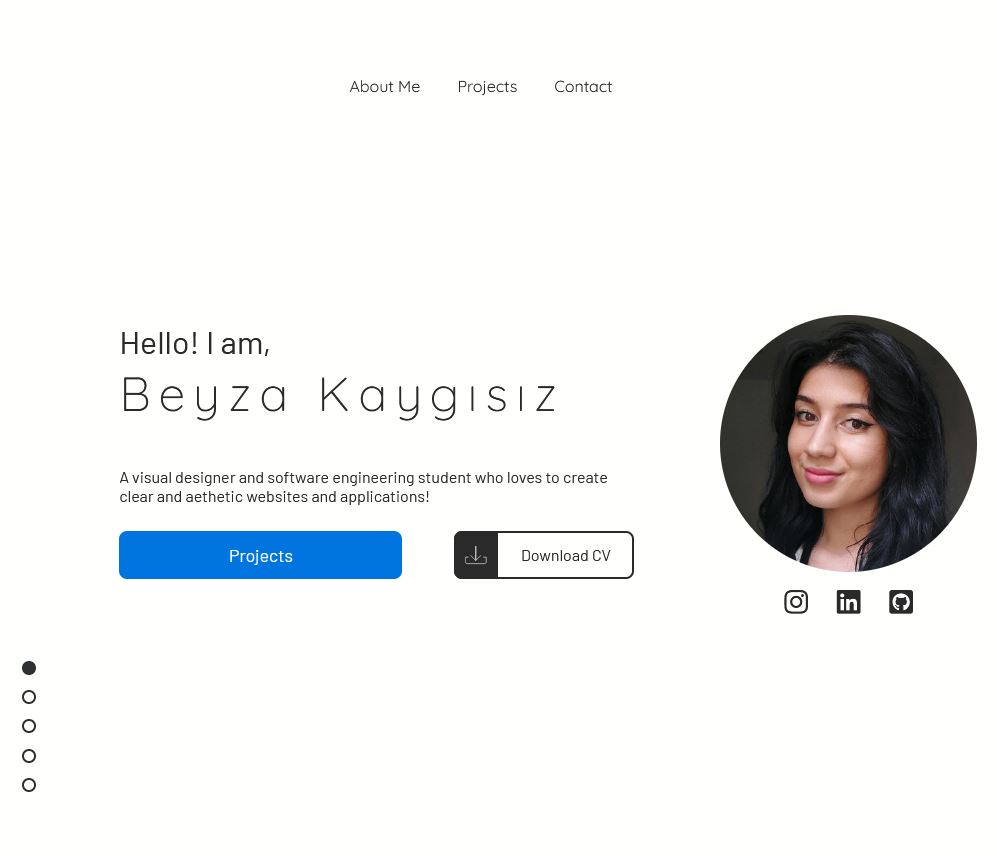 About Me Projects Contact
Hello! I am,
Beyza Kaygısız
A visual designer and software engineering student who loves to create
clear and aethetic websites and applications!
Projects
Download CV
in